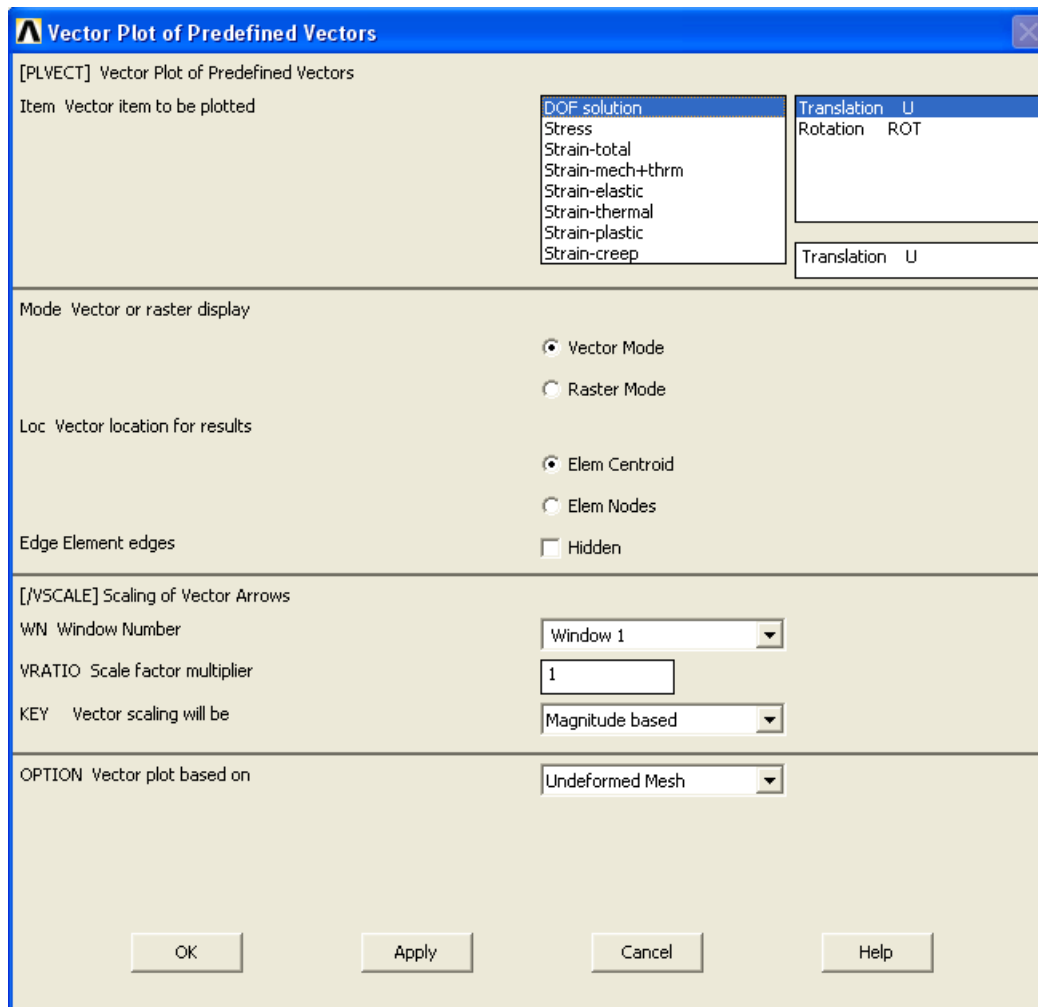 Vector Plot of Predefined Vectors
[PLVECT] Vector Plot of Predefined Vectors
Item Vector item to be plotted
DOF solution
Stress
Strain-total
Strain-mech+thrm
Strain-elastic
Strain-thermal
Strain-plastic
Strain-creep
Translation U
Rotation ROT
Translation U
Mode Vector or raster display
Vector Mode
Raster Mode
Loc Vector location for results
Elem Centroid
Elem Nodes
Edge Element edges
Hidden
[/VSCALE] Scaling of Vector Arrows
WN Window Number
Window 1
VRATIO Scale factor multiplier
1
KEY Vector scaling will be
Magnitude based
OPTION Vector plot based on
Undeformed Mesh
OK
Apply
Cancel
Help